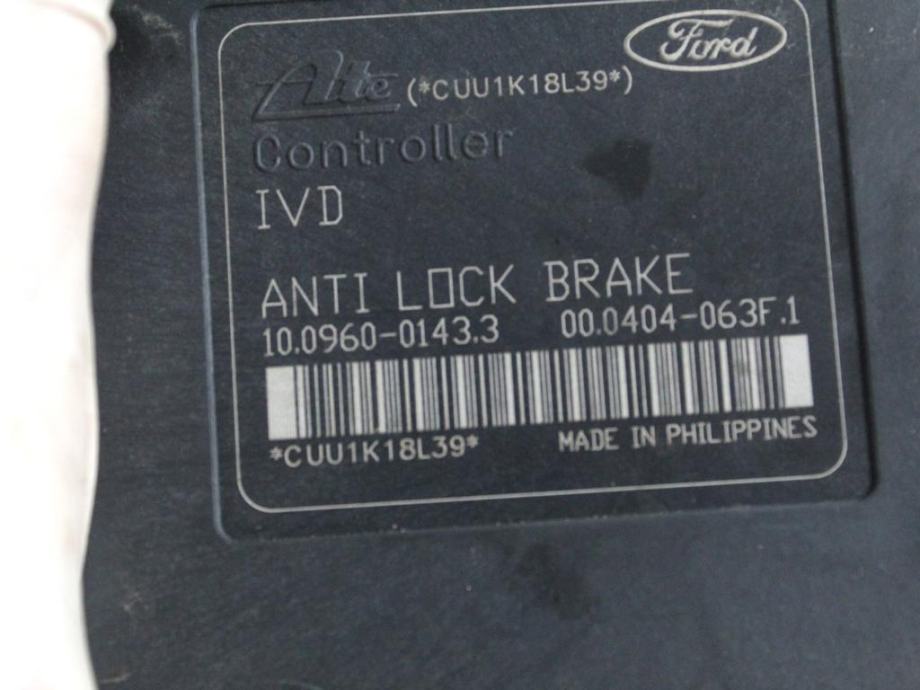 Ford
Alte (*CUU1K18L39*)
Controller
IVD
ANTI LOCK BRAKE
10.0960-0143.3 00.0404-063F.1
*CUU1K18L39*
MADE IN PHILIPPINES